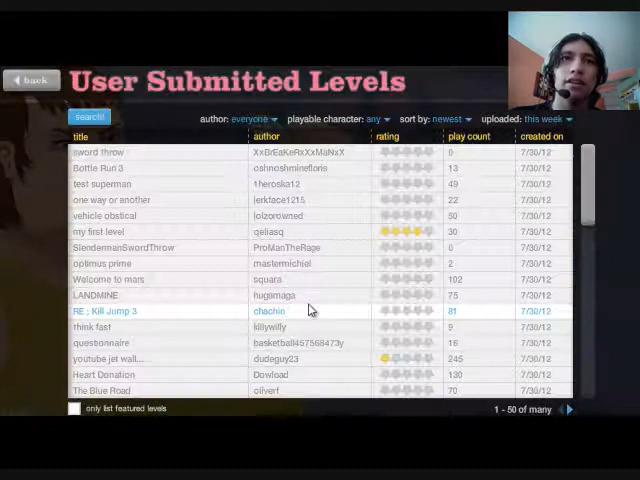 back
User Submitted Levels
search!
author: everyone playable character: any sort by: newest uploaded: this week
title author rating play count created on
sword throw XxBrEaKeRxXxMaNxX 0 7/30/12
Bottle Run 3 oshnoshminefloris 13 7/30/12
test superman 1heroska12 49 7/30/12
one way or another jerkface1215 22 7/30/12
vehicle obstical lolzorowned 50 7/30/12
my first level qeliasq 30 7/30/12
SlendermanSwordThrow ProManTheRage 0 7/30/12
optimus prime mastermichiel 2 7/30/12
Welcome to mars squara 102 7/30/12
LANDMINE hugamaga 75 7/30/12
RE ; Kill Jump 3 chachio 81 7/30/12
think fast killywilly 9 7/30/12
questionnaire basketball457568473y 16 7/30/12
youtube jet wall... dudeguy23 245 7/30/12
Heart Donation Dowload 130 7/30/12
The Blue Road oliverf 70 7/30/12
only list featured levels 1 - 50 of many